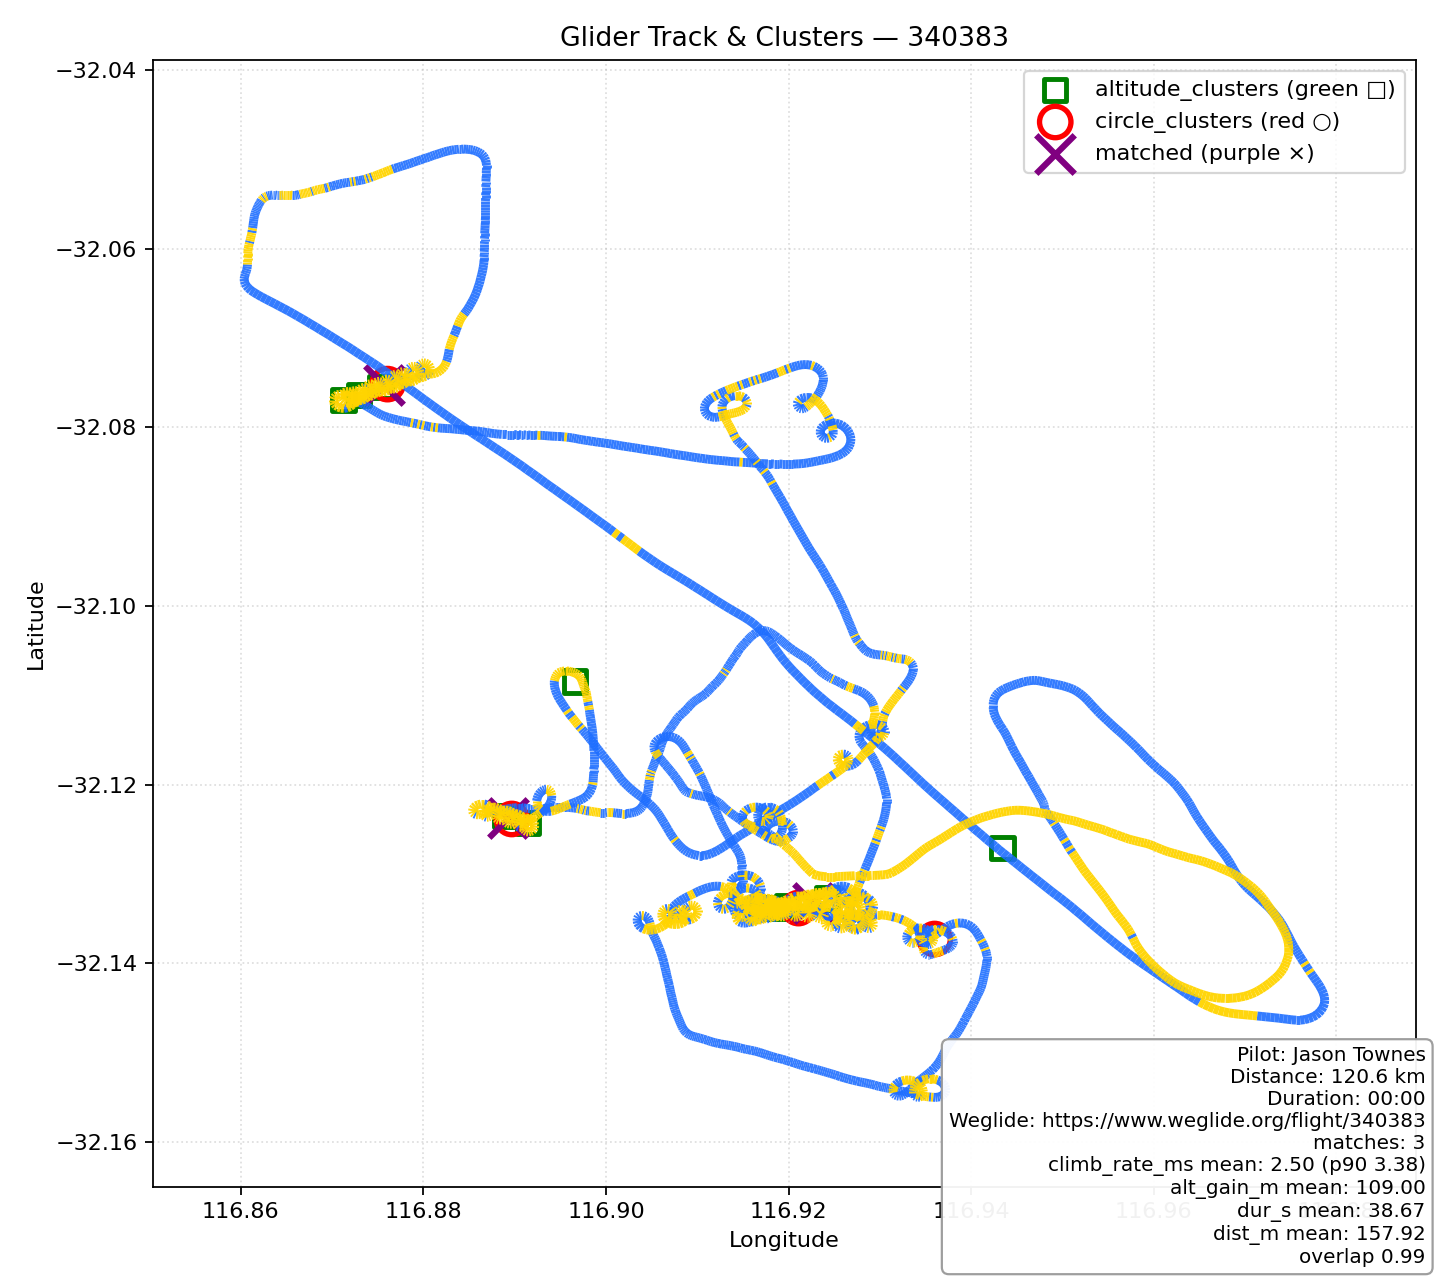 Glider Track & Clusters — 340383
altitude_clusters (green □)
circle_clusters (red ○)
matched (purple ×)
−32.04
−32.06
−32.08
−32.10
−32.12
−32.14
−32.16
Latitude
116.86
116.88
116.90
116.92
116.94
116.96
Longitude
Pilot: Jason Townes
Distance: 120.6 km
Duration: 00:00
Weglide: https://www.weglide.org/flight/340383
matches: 3
climb_rate_ms mean: 2.50 (p90 3.38)
alt_gain_m mean: 109.00
dur_s mean: 38.67
dist_m mean: 157.92
overlap 0.99